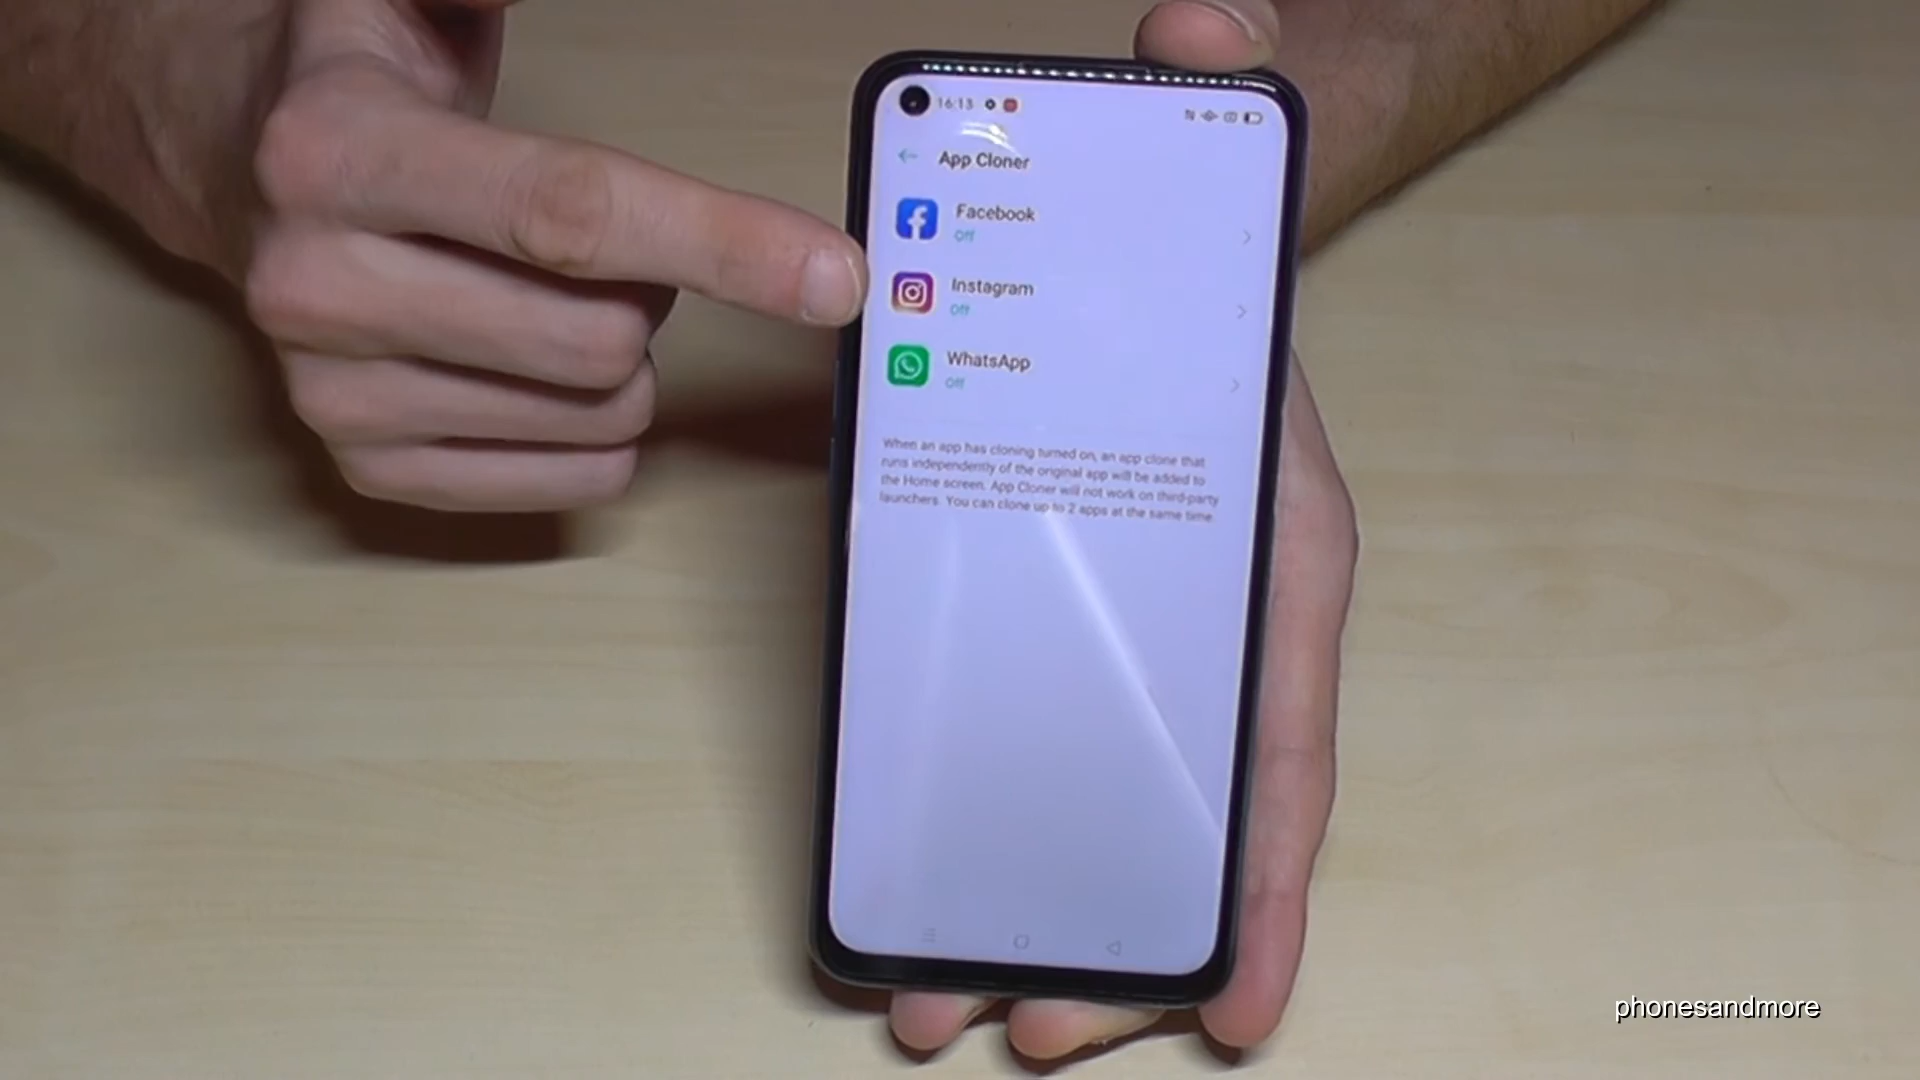 16:13
App Cloner
Facebook
Off
Instagram
Off
WhatsApp
Off
When an app has cloning turned on, an app clone that
runs independently of the original app will be added to
the Home screen. App Cloner will not work on third-party
launchers. You can clone up to 2 apps at the same time.
phonesandmore